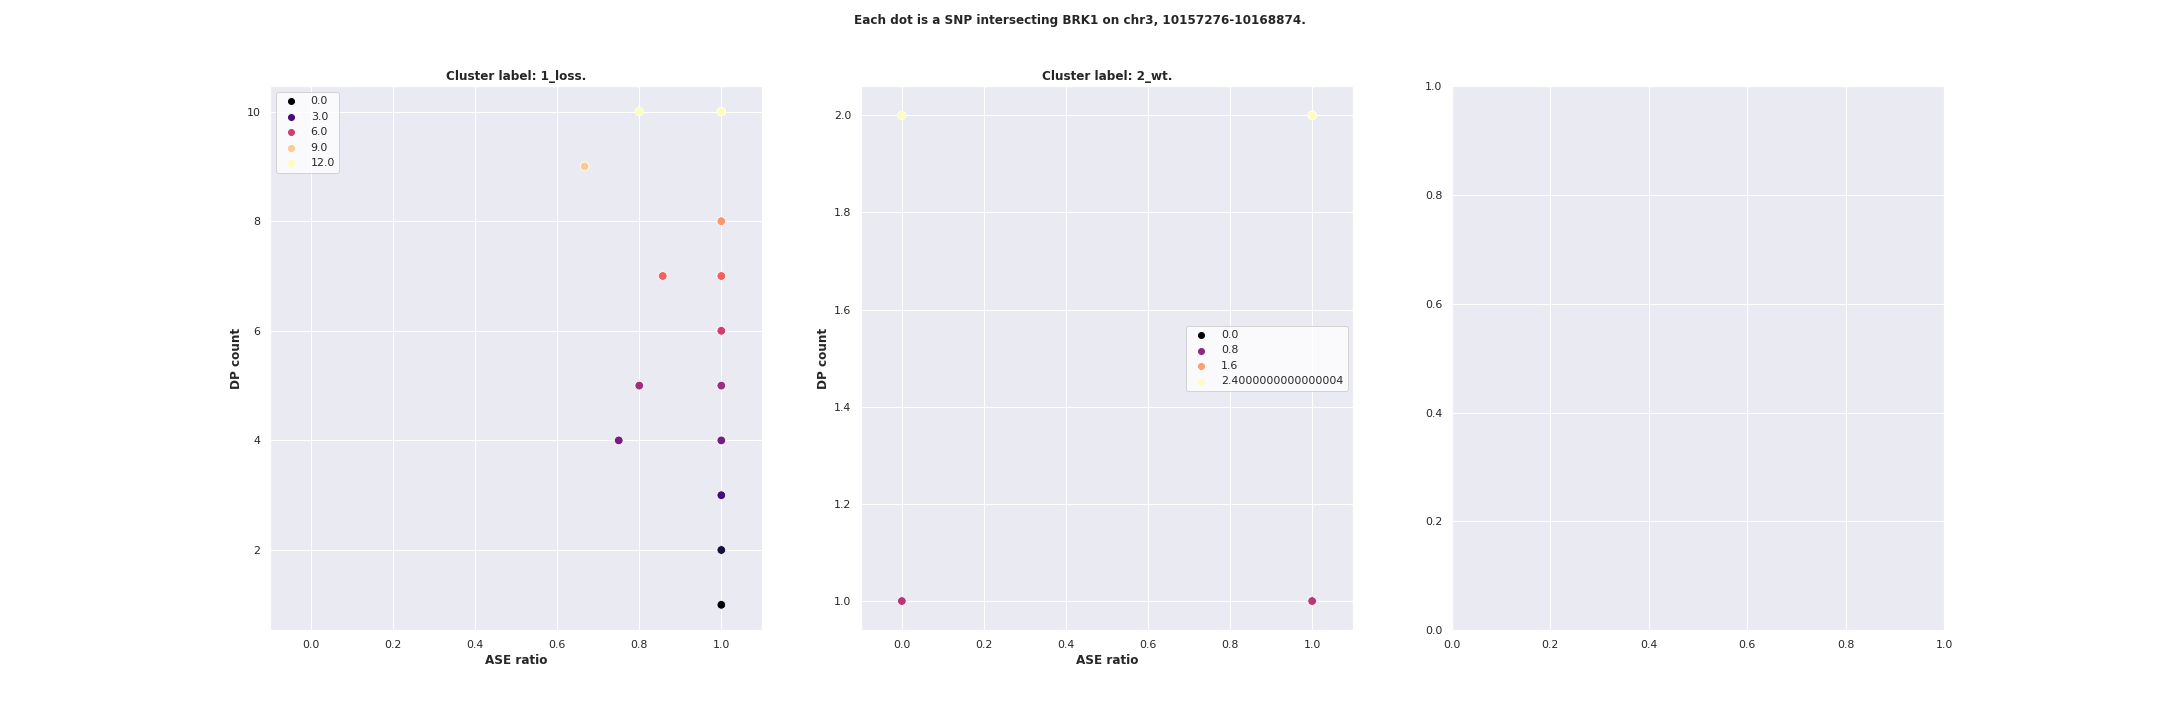 Each dot is a SNP intersecting BRK1 on chr3, 10157276-10168874.
Cluster label: 1_loss.
10
8
6
4
2
DP count
0.0
3.0
6.0
9.0
12.0
0.0 0.2 0.4 0.6 0.8 1.0
ASE ratio
Cluster label: 2_wt.
2.0
1.8
1.6
1.4
1.2
1.0
DP count
0.0
0.8
1.6
2.4000000000000004
0.0 0.2 0.4 0.6 0.8 1.0
ASE ratio
1.0
0.8
0.6
0.4
0.2
0.0
0.0 0.2 0.4 0.6 0.8 1.0